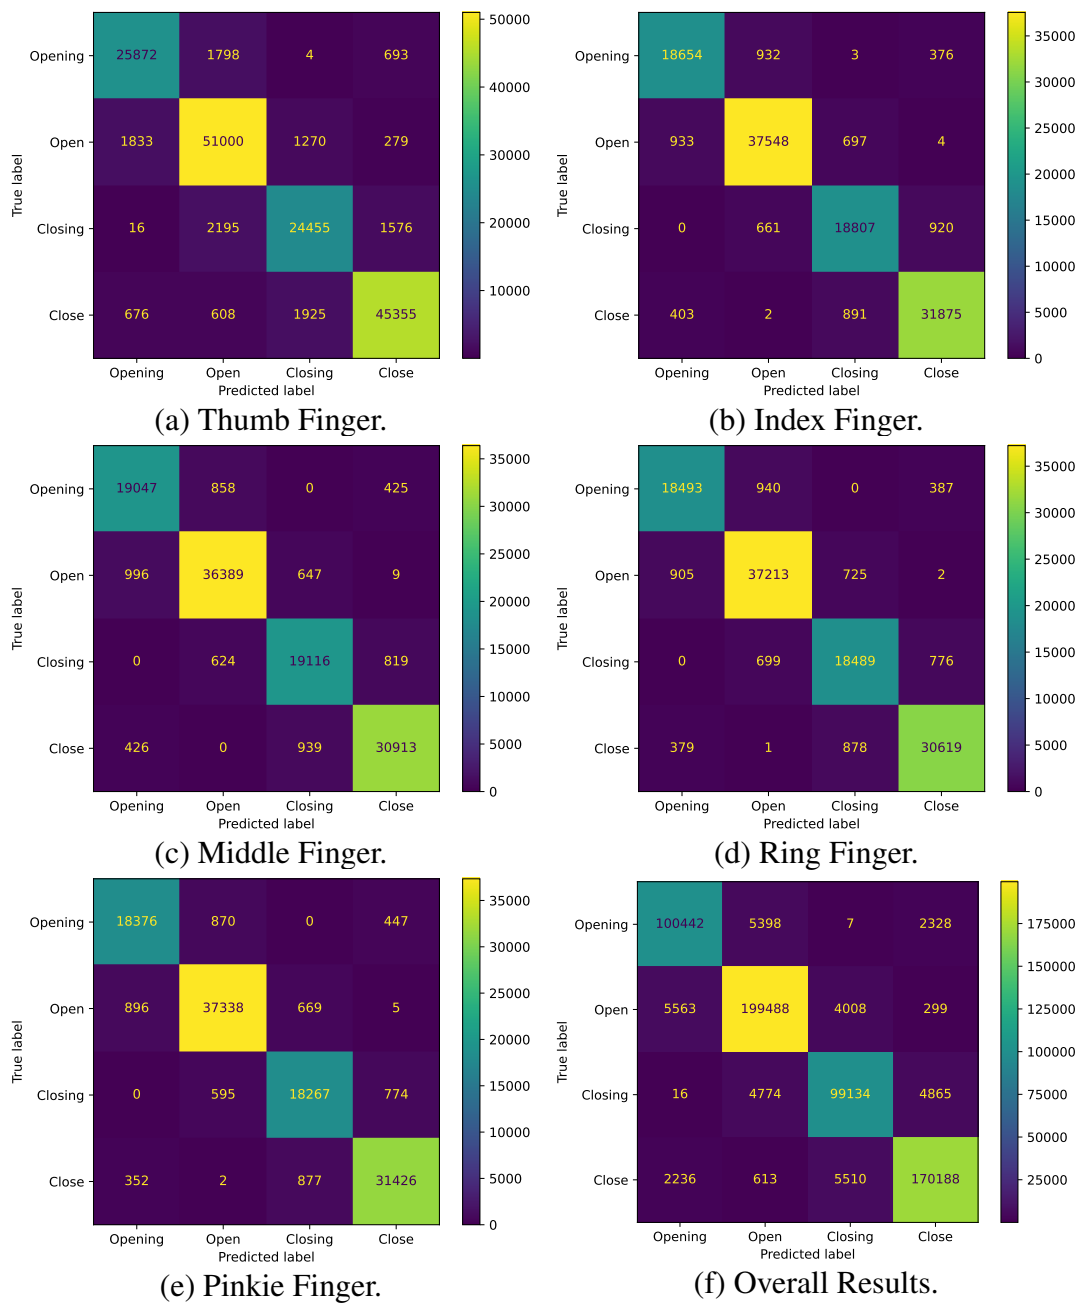 Opening 25872 1798 4 693
Open 1833 51000 1270 279
Closing 16 2195 24455 1576
Close 676 608 1925 45355
Opening Open Closing Close
Predicted label
True label
50000
40000
30000
20000
10000
(a) Thumb Finger.
Opening 18654 932 3 376
Open 933 37548 697 4
Closing 0 661 18807 920
Close 403 2 891 31875
Opening Open Closing Close
Predicted label
True label
35000
30000
25000
20000
15000
10000
5000
0
(b) Index Finger.
Opening 19047 858 0 425
Open 996 36389 647 9
Closing 0 624 19116 819
Close 426 0 939 30913
Opening Open Closing Close
Predicted label
True label
35000
30000
25000
20000
15000
10000
5000
0
(c) Middle Finger.
Opening 18493 940 0 387
Open 905 37213 725 2
Closing 0 699 18489 776
Close 379 1 878 30619
Opening Open Closing Close
Predicted label
True label
35000
30000
25000
20000
15000
10000
5000
0
(d) Ring Finger.
Opening 18376 870 0 447
Open 896 37338 669 5
Closing 0 595 18267 774
Close 352 2 877 31426
Opening Open Closing Close
Predicted label
True label
35000
30000
25000
20000
15000
10000
5000
0
(e) Pinkie Finger.
Opening 100442 5398 7 2328
Open 5563 199488 4008 299
Closing 16 4774 99134 4865
Close 2236 613 5510 170188
Opening Open Closing Close
Predicted label
True label
175000
150000
125000
100000
75000
50000
25000
(f) Overall Results.